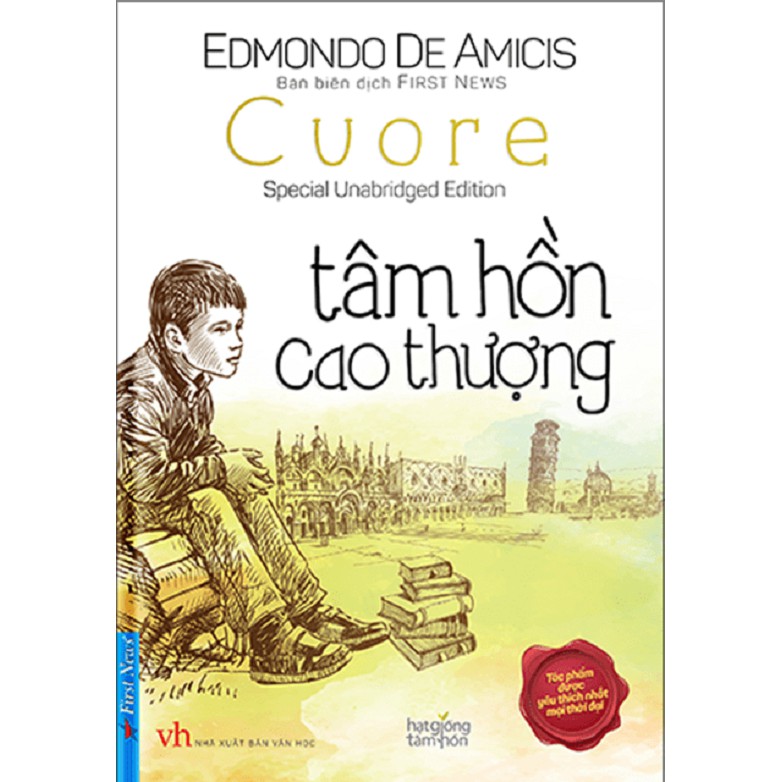 EDMONDO DE AMICIS
Ban biên dịch FIRST NEWS
Cuore
Special Unabridged Edition
tâm hồn
cao thượng
Tác phẩm
được
yêu thích nhất
mọi thời đại
First News
vh NHÀ XUẤT BẢN VĂN HỌC
hạt giống
tâm hồn